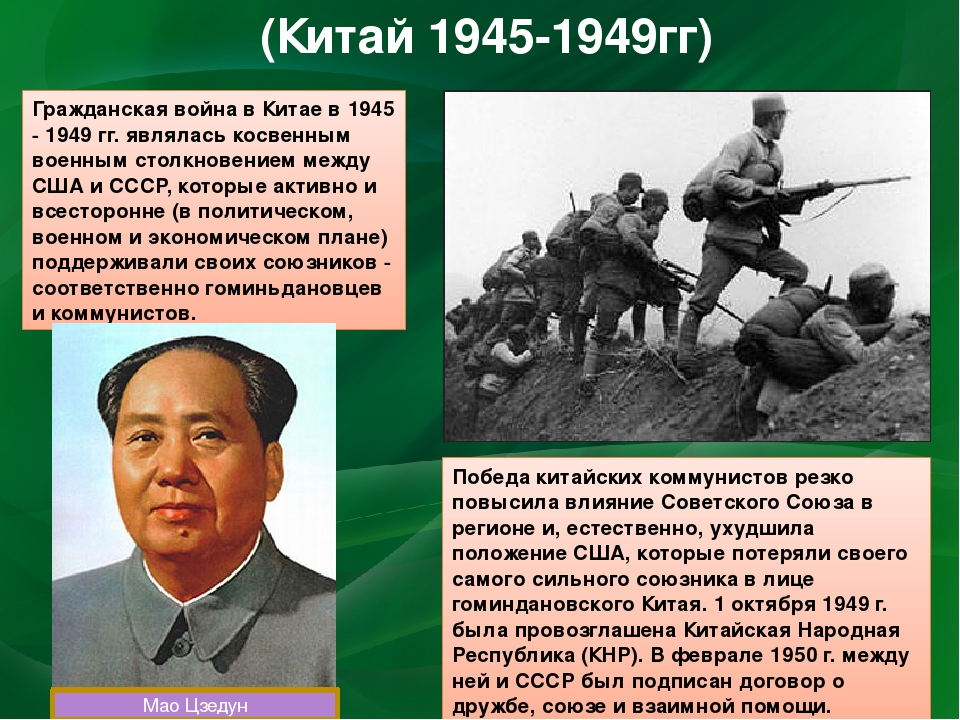 (Китай 1945-1949гг)
Гражданская война в Китае в 1945
- 1949 гг. являлась косвенным
военным столкновением между
США и СССР, которые активно и
всесторонне (в политическом,
военном и экономическом плане)
поддерживали своих союзников -
соответственно гоминьдановцев
и коммунистов.
Мао Цзедун
Победа китайских коммунистов резко
повысила влияние Советского Союза в
регионе и, естественно, ухудшила
положение США, которые потеряли своего
самого сильного союзника в лице
гоминдановского Китая. 1 октября 1949 г.
была провозглашена Китайская Народная
Республика (КНР). В феврале 1950 г. между
ней и СССР был подписан договор о
дружбе, союзе и взаимной помощи.